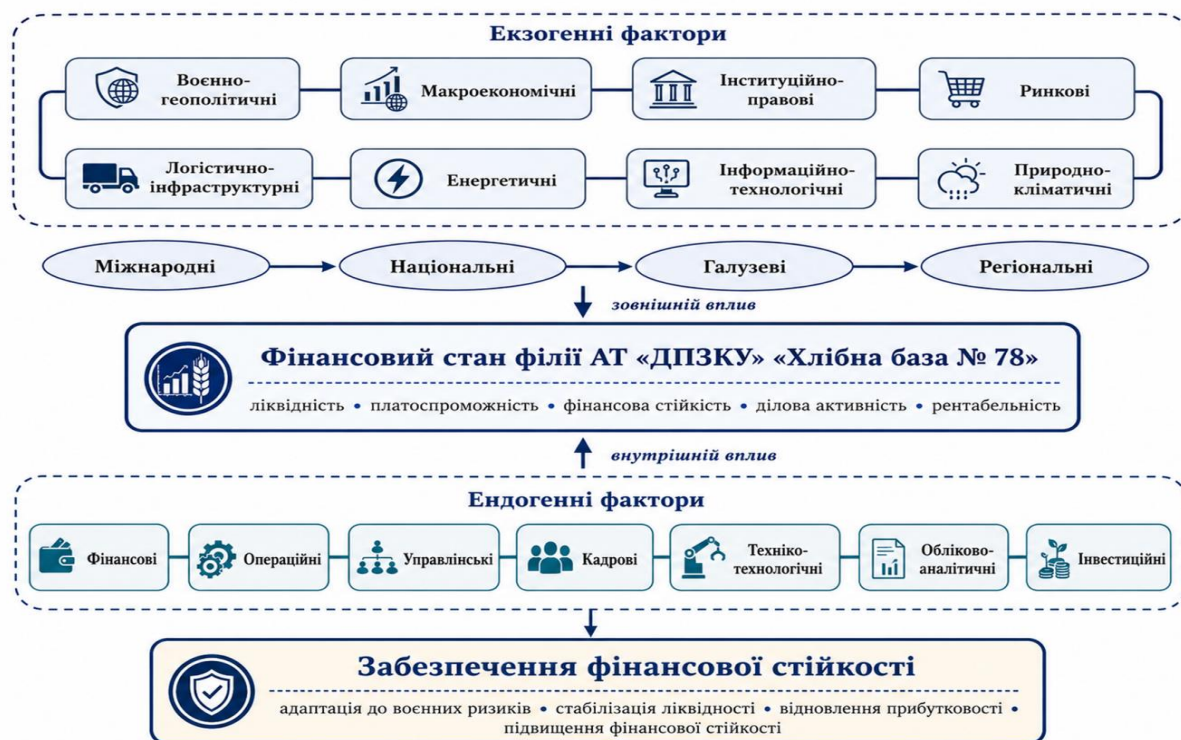 Екзогенні фактори
Воєнно-
геополітичні
Макроекономічні
Інституційно-
правові
Ринкові
Логістично-
інфраструктурні
Енергетичні
Інформаційно-
технологічні
Природно-
кліматичні
Міжнародні
Національні
Галузеві
Регіональні
зовнішній вплив
Фінансовий стан філії АТ «ДПЗКУ» «Хлібна база № 78»
ліквідність • платоспроможність • фінансова стійкість • ділова активність • рентабельність
внутрішній вплив
Ендогенні фактори
Фінансові
Операційні
Управлінські
Кадрові
Техніко-
технологічні
Обліково-
аналітичні
Інвестиційні
Забезпечення фінансової стійкості
адаптація до воєнних ризиків • стабілізація ліквідності • відновлення прибутковості •
підвищення фінансової стійкості